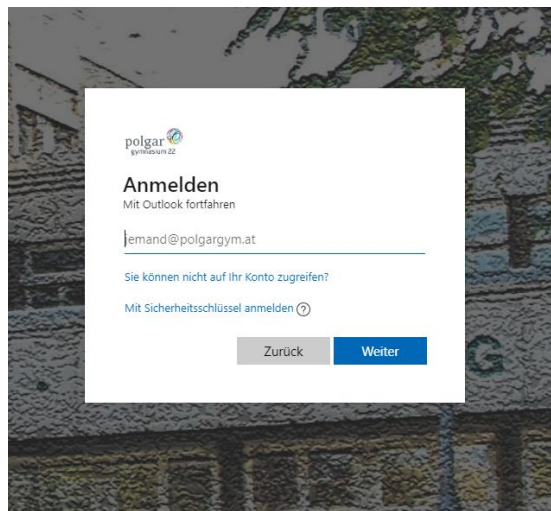 polgar
gymnasium 22
Anmelden
Mit Outlook fortfahren
jemand@polgargym.at
Sie können nicht auf Ihr Konto zugreifen?
Mit Sicherheitsschlüssel anmelden ?
Zurück Weiter
G